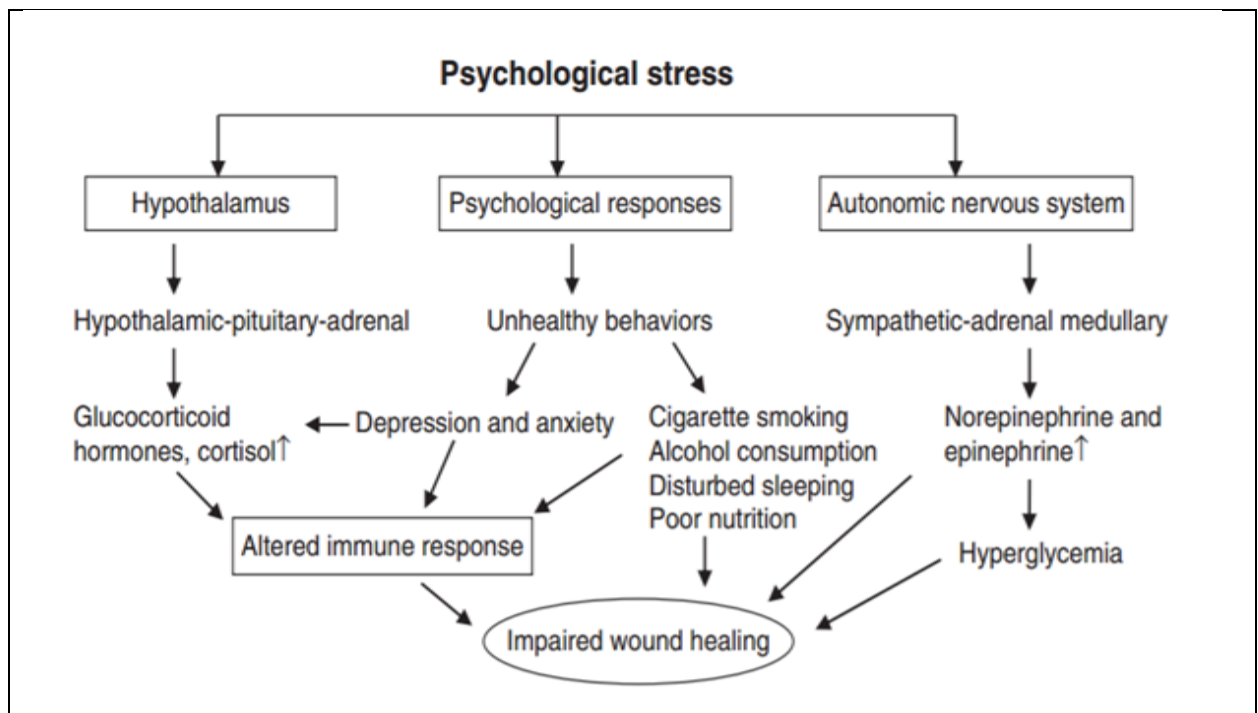 Psychological stress
Hypothalamus
Psychological responses
Autonomic nervous system
Hypothalamic-pituitary-adrenal
Unhealthy behaviors
Sympathetic-adrenal medullary
Glucocorticoid
hormones, cortisol↑
Depression and anxiety
Cigarette smoking
Alcohol consumption
Disturbed sleeping
Poor nutrition
Norepinephrine and
epinephrine↑
Altered immune response
Hyperglycemia
Impaired wound healing